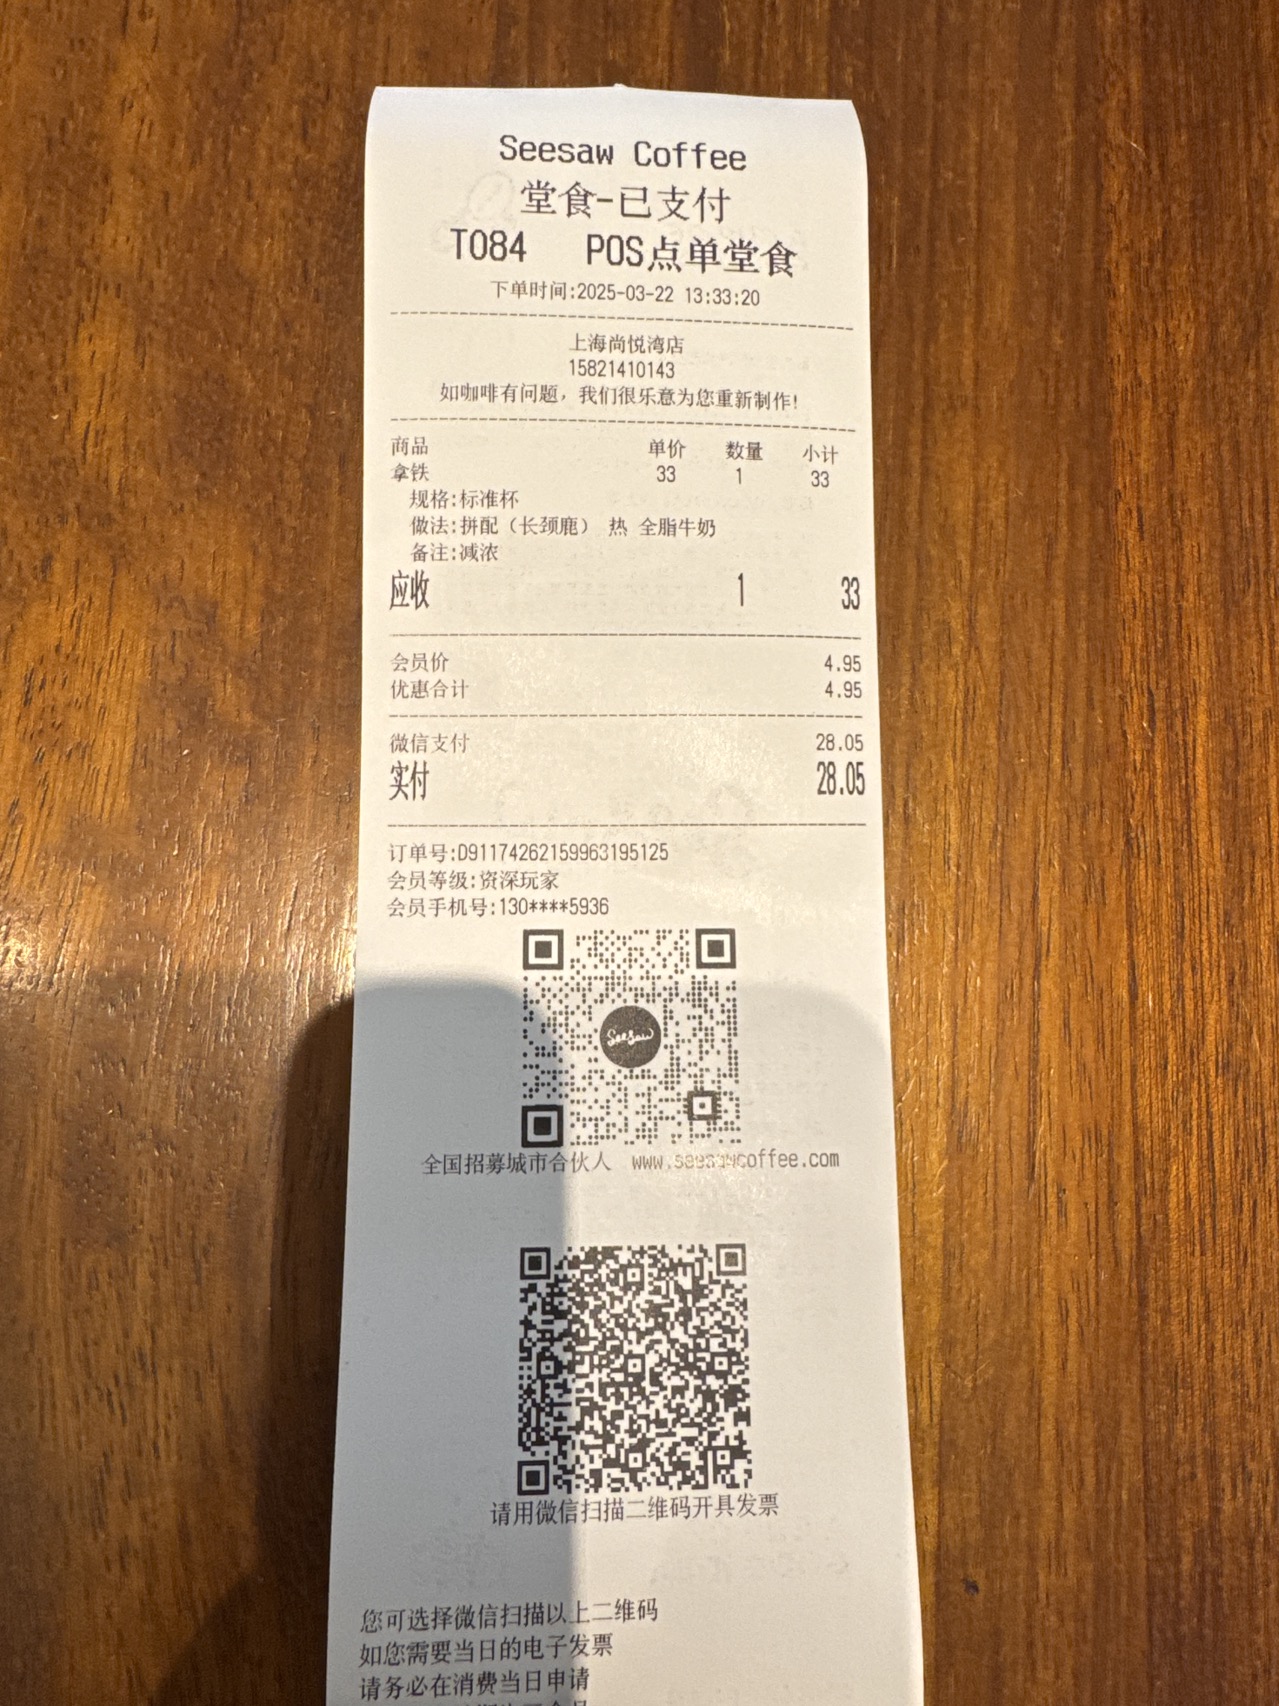 Seesaw Coffee
堂食-已支付
T084 POS点单堂食
下单时间:2025-03-22 13:33:20
上海尚悦湾店
15821410143
如咖啡有问题，我们很乐意为您重新制作!
商品 单价 数量 小计
拿铁 33 1 33
规格:标准杯
做法:拼配（长颈鹿） 热 全脂牛奶
备注:减浓
应收 1 33
会员价 4.95
优惠合计 4.95
微信支付 28.05
实付 28.05
订单号:D91174262159963195125
会员等级:资深玩家
会员手机号:130****5936
SeeSaw
全国招募城市合伙人 www.seesawcoffee.com
请用微信扫描二维码开具发票
您可选择微信扫描以上二维码
如您需要当日的电子发票
请务必在消费当日申请